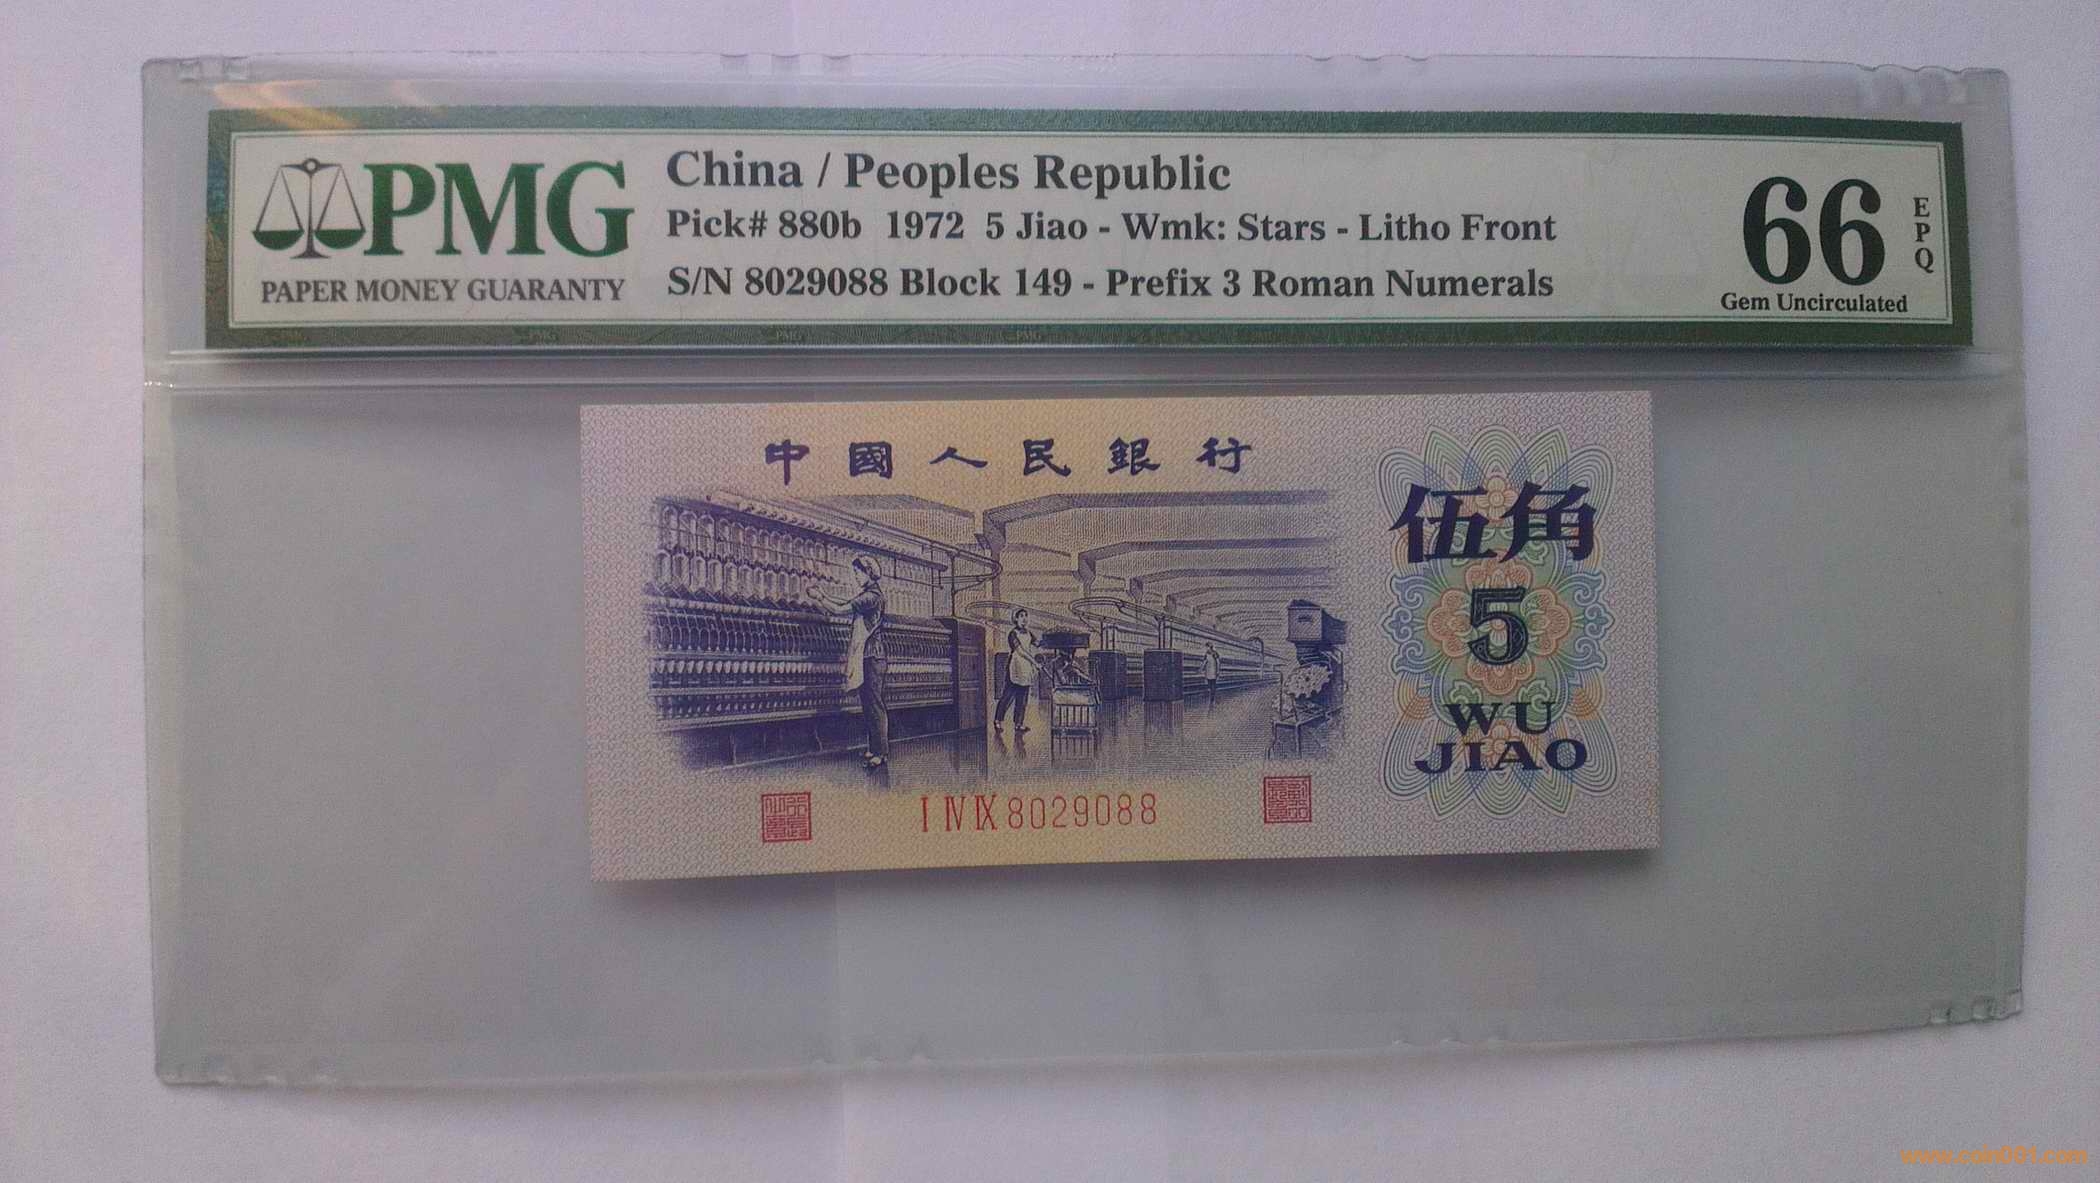 PMG
PAPER MONEY GUARANTY
China / Peoples Republic
Pick# 880b 1972 5 Jiao - Wmk: Stars - Litho Front
S/N 8029088 Block 149 - Prefix 3 Roman Numerals
66
EPQ
Gem Uncirculated
中國人民銀行
伍角
5
WU
JIAO
I IV IX 8029088
www.coin001.com